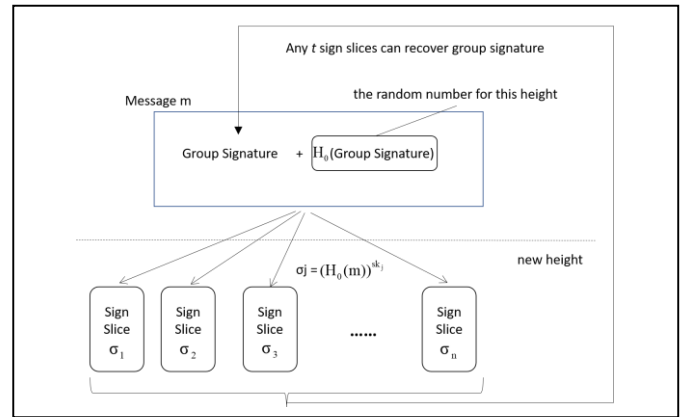 Any t sign slices can recover group signature
the random number for this height
Message m
Group Signature + H₀(Group Signature)
new height
σj = (H₀(m))^skⱼ
Sign Slice σ₁
Sign Slice σ₂
Sign Slice σ₃
......
Sign Slice σₙ